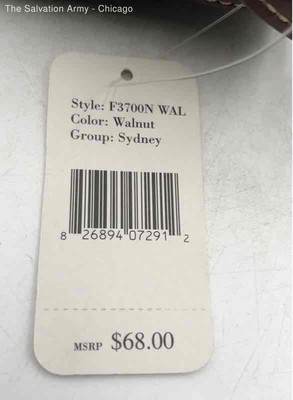 The Salvation Army - Chicago
Style: F3700N WAL
Color: Walnut
Group: Sydney
8 26894 07291 2
MSRP $68.00